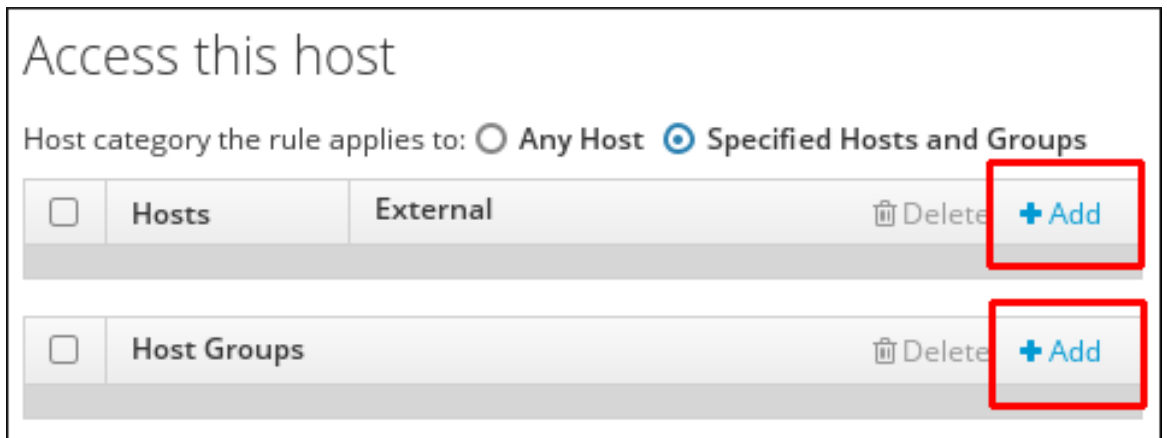 Access this host
Host category the rule applies to: Any Host Specified Hosts and Groups
Hosts External Delete Add
Host Groups Delete Add